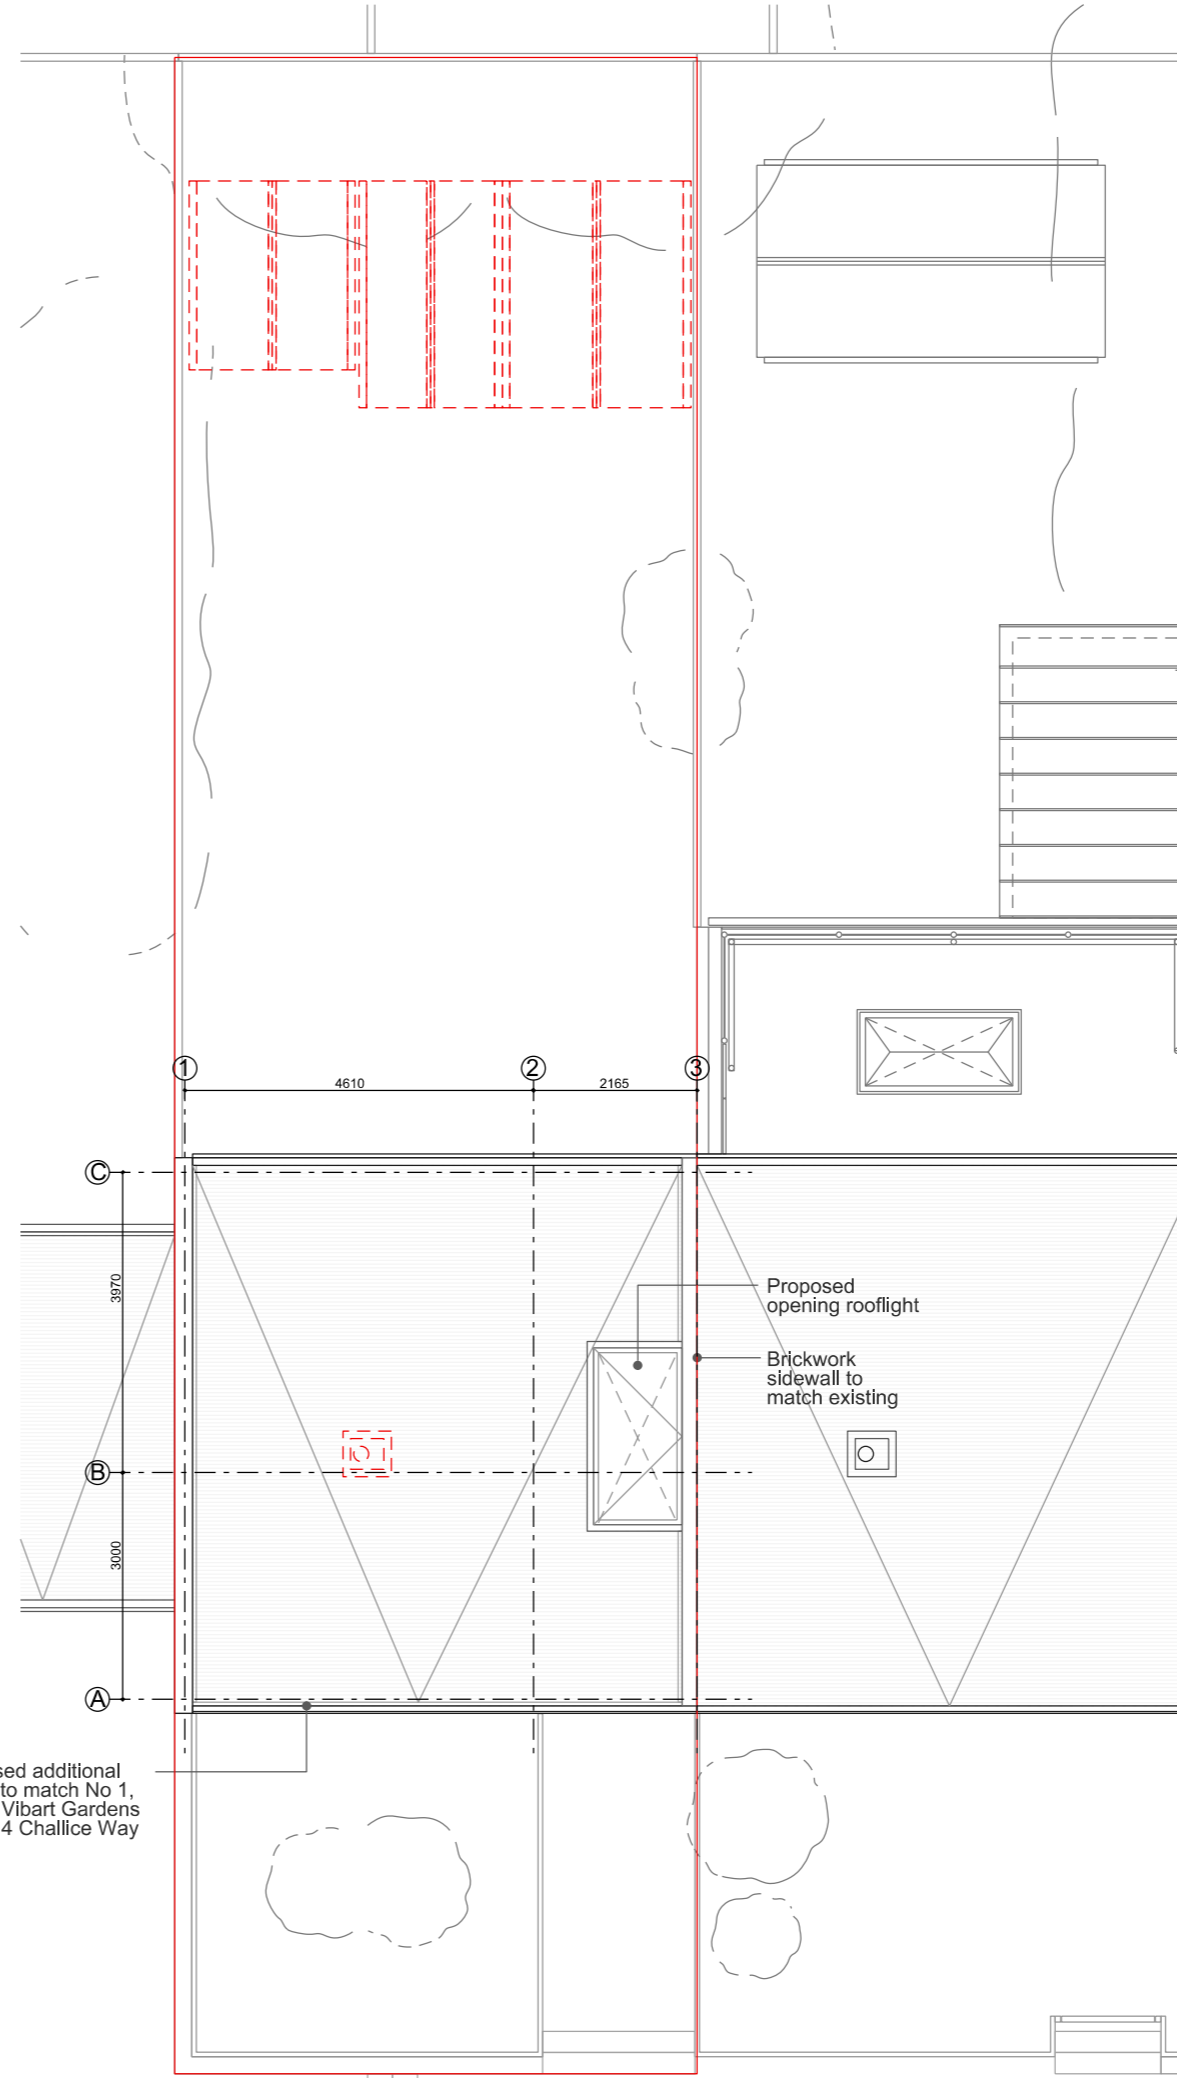 1
2
3
4610
2165
C
3970
Proposed
opening rooflight
Brickwork
sidewall to
match existing
B
3000
A
sed additional
to match No 1,
Vibart Gardens
4 Challice Way